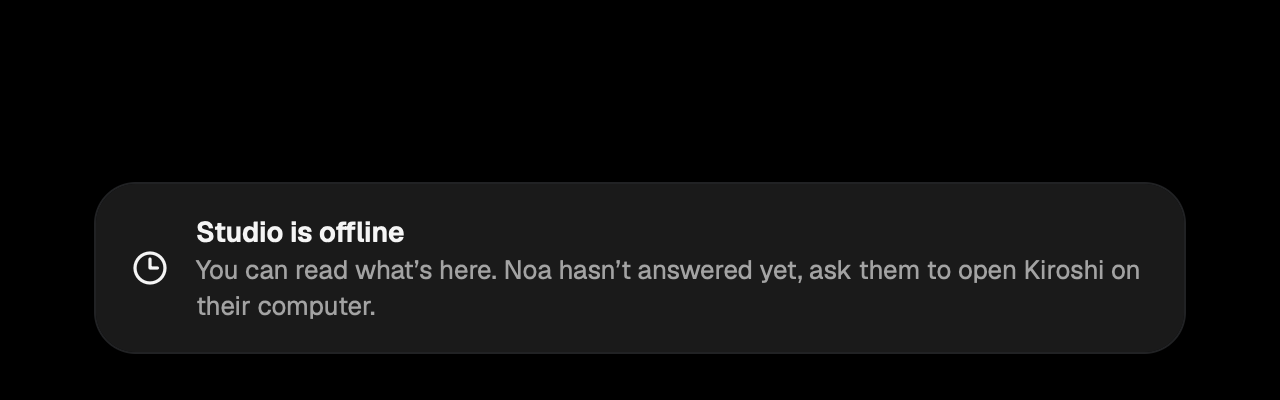 Studio is offline
You can read what’s here. Noa hasn’t answered yet, ask them to open Kiroshi on
their computer.